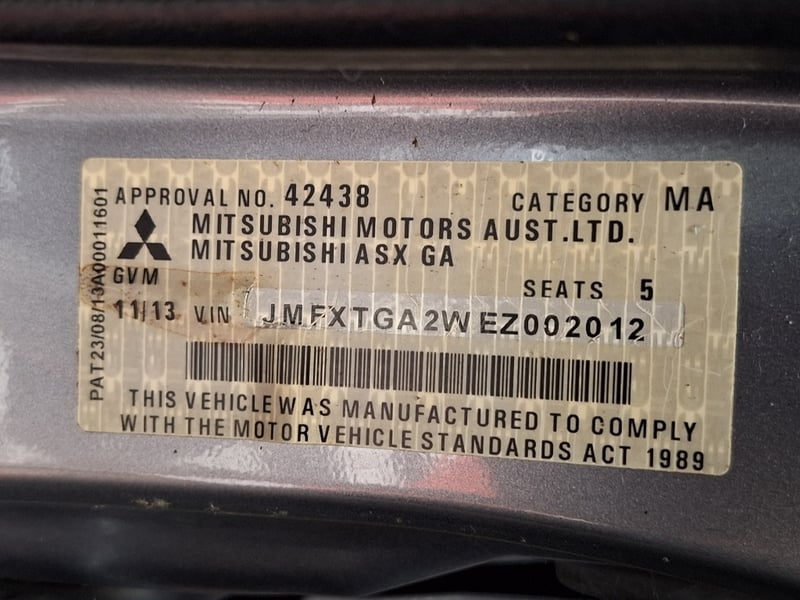 APPROVAL NO. 42438 CATEGORY MA
MITSUBISHI MOTORS AUST.LTD.
MITSUBISHI ASX GA
GVM SEATS 5
11/13 VIN JMFXTGA2WEZ002012
THIS VEHICLE WAS MANUFACTURED TO COMPLY
WITH THE MOTOR VEHICLE STANDARDS ACT 1989
PAT23/08/13A00011601